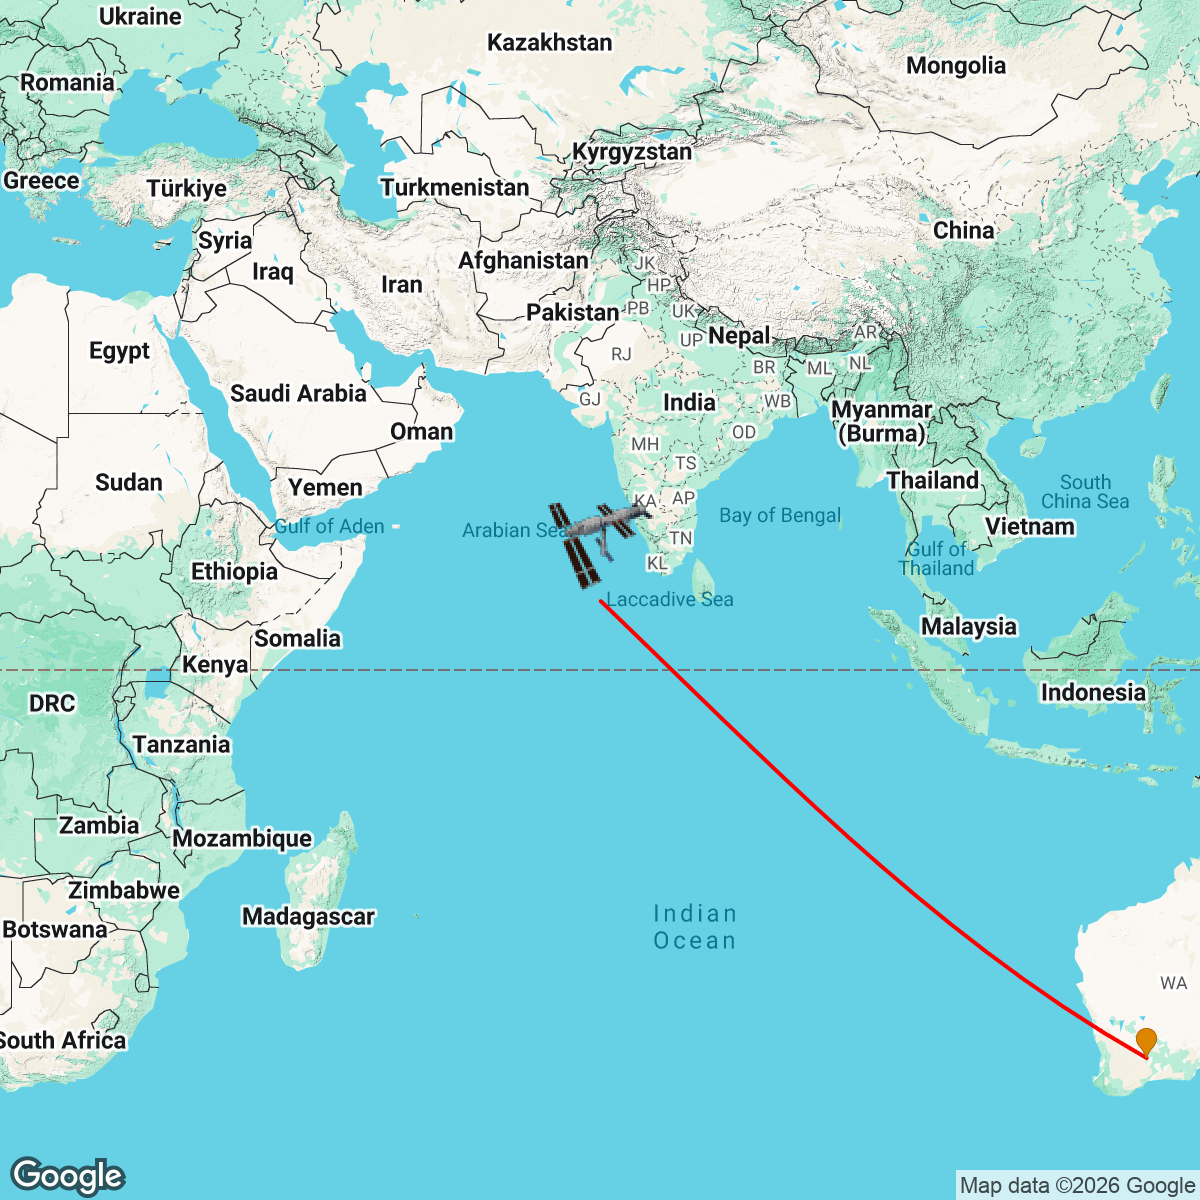 Ukraine
Kazakhstan
Mongolia
Romania
Kyrgyzstan
Greece
Türkiye
Turkmenistan
Syria
China
Afghanistan
JK
Iraq
Iran
HP
Pakistan
PB
UK
Nepal
AR
Egypt
RJ
UP
BR
ML
NL
Saudi Arabia
GJ
India
WB
Myanmar
(Burma)
Oman
MH
OD
TS
Sudan
Yemen
Thailand
South
China Sea
KA
AP
Gulf of Aden
Arabian Sea
Bay of Bengal
Vietnam
TN
Gulf of
Thailand
KL
Ethiopia
Laccadive Sea
Somalia
Malaysia
Kenya
DRC
Indonesia
Tanzania
Zambia
Mozambique
Zimbabwe
Madagascar
Indian
Ocean
Botswana
WA
South Africa
Google
Map data ©2026 Google